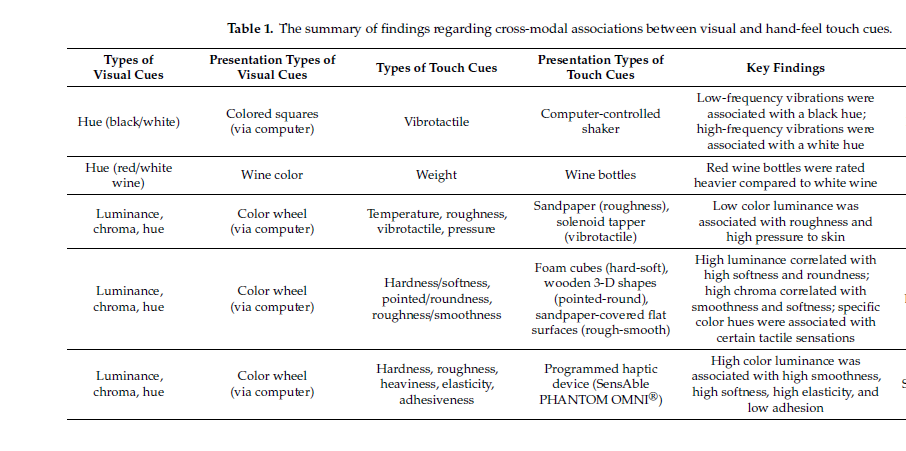 Table 1. The summary of findings regarding cross-modal associations between visual and hand-feel touch cues.
Types of Visual Cues | Presentation Types of Visual Cues | Types of Touch Cues | Presentation Types of Touch Cues | Key Findings
Hue (black/white) | Colored squares (via computer) | Vibrotactile | Computer-controlled shaker | Low-frequency vibrations were associated with a black hue; high-frequency vibrations were associated with a white hue
Hue (red/white wine) | Wine color | Weight | Wine bottles | Red wine bottles were rated heavier compared to white wine
Luminance, chroma, hue | Color wheel (via computer) | Temperature, roughness, vibrotactile, pressure | Sandpaper (roughness), solenoid tapper (vibrotactile) | Low color luminance was associated with roughness and high pressure to skin
Luminance, chroma, hue | Color wheel (via computer) | Hardness/softness, pointed/roundness, roughness/smoothness | Foam cubes (hard-soft), wooden 3-D shapes (pointed-round), sandpaper-covered flat surfaces (rough-smooth) | High luminance correlated with high softness and roundness; high chroma correlated with smoothness and softness; specific color hues were associated with certain tactile sensations
Luminance, chroma, hue | Color wheel (via computer) | Hardness, roughness, heaviness, elasticity, adhesiveness | Programmed haptic device (SensAble PHANTOM OMNI®) | High color luminance was associated with high smoothness, high softness, high elasticity, and low adhesion